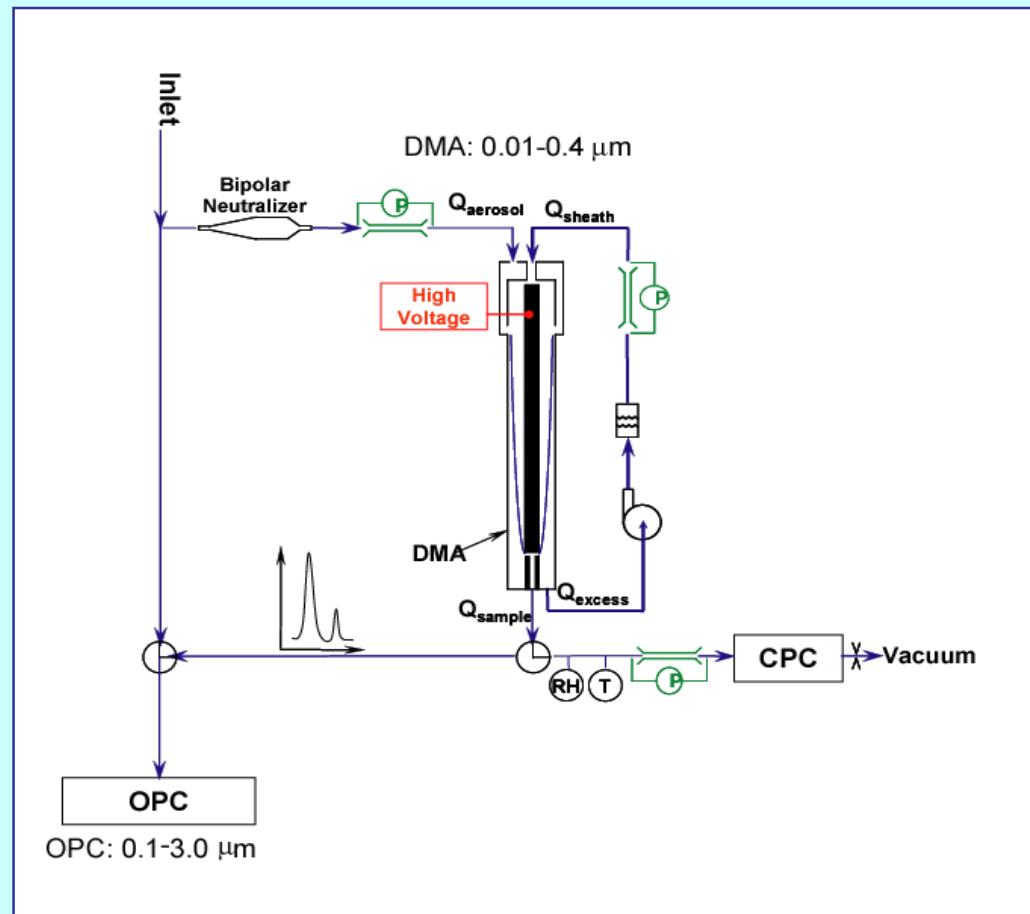 Inlet
DMA: 0.01-0.4 μm
Bipolar
Neutralizer
P
Qaerosol
Qsheath
High
Voltage
P
DMA
Qexcess
Qsample
RH
T
P
CPC
Vacuum
OPC
OPC: 0.1-3.0 μm